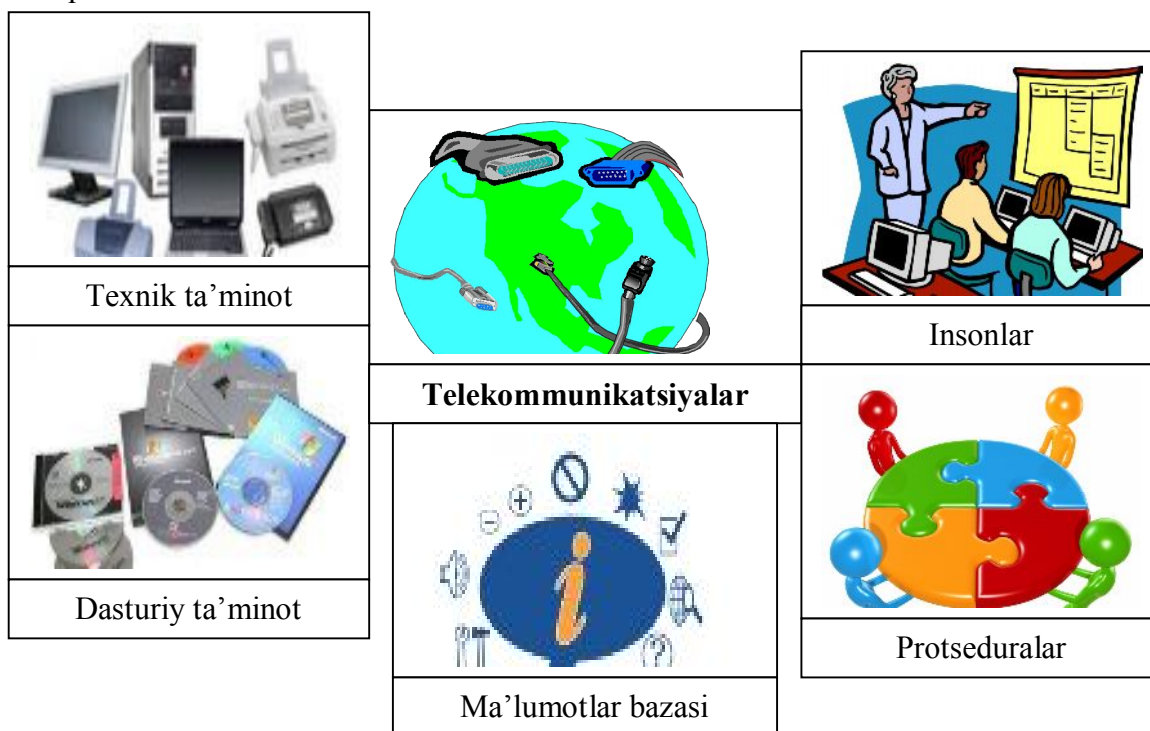 Texnik ta’minot
Dasturiy ta’minot
Telekommunikatsiyalar
Ma’lumotlar bazasi
Insonlar
Protseduralar